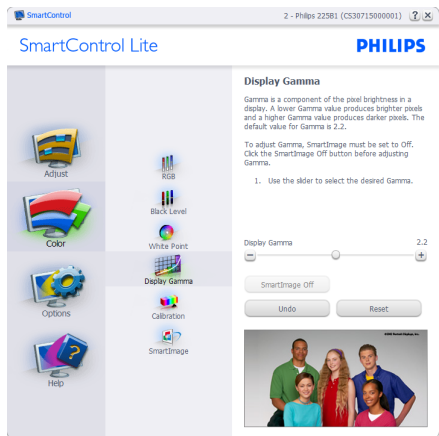 SmartControl
2 - Philips 225B1 (CS30715000001)
? ×
SmartControl Lite
PHILIPS
Adjust
Color
Options
Help
RGB
Black Level
White Point
Display Gamma
Calibration
SmartImage
Display Gamma
Gamma is a component of the pixel brightness in a
display. A lower Gamma value produces brighter pixels
and a higher Gamma value produces darker pixels. The
default value for Gamma is 2.2.
To adjust Gamma, SmartImage must be set to Off.
Click the SmartImage Off button before adjusting
Gamma.
1. Use the slider to select the desired Gamma.
Display Gamma 2.2
SmartImage Off
Undo Reset